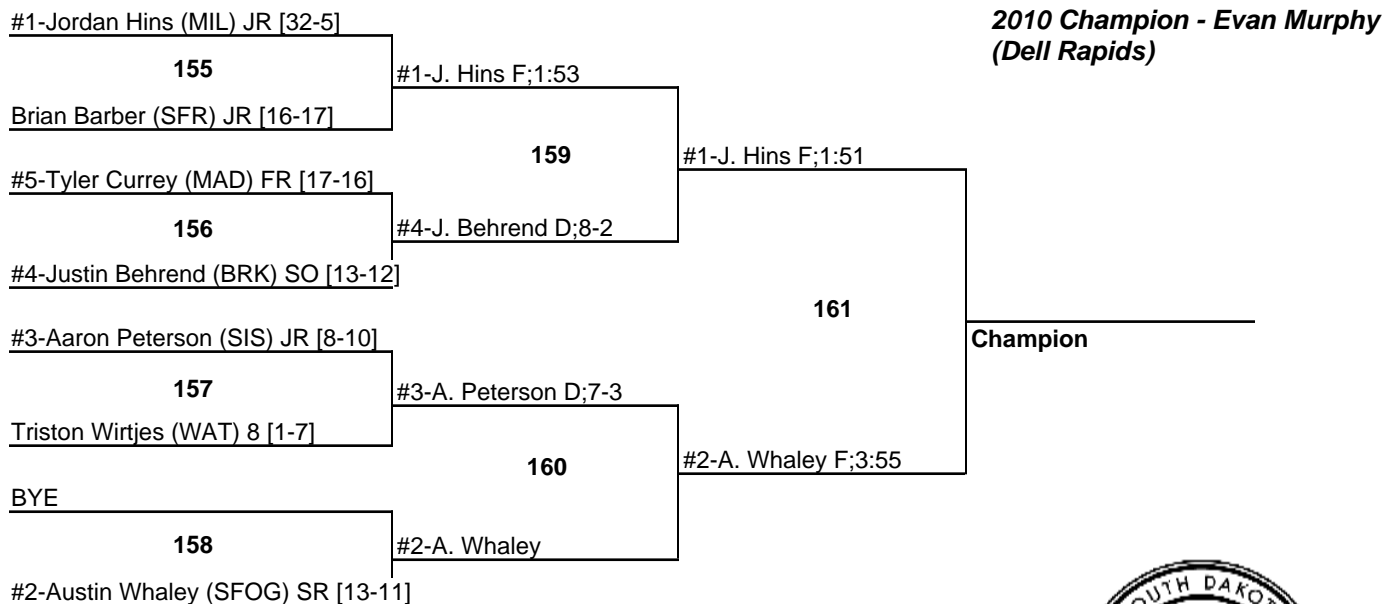 #1-Jordan Hins (MIL) JR [32-5]
2010 Champion - Evan Murphy
(Dell Rapids)
155
#1-J. Hins F;1:53
Brian Barber (SFR) JR [16-17]
159
#1-J. Hins F;1:51
#5-Tyler Currey (MAD) FR [17-16]
156
#4-J. Behrend D;8-2
#4-Justin Behrend (BRK) SO [13-12]
161
#3-Aaron Peterson (SIS) JR [8-10]
Champion
157
#3-A. Peterson D;7-3
Triston Wirtjes (WAT) 8 [1-7]
160
#2-A. Whaley F;3:55
BYE
158
#2-A. Whaley
#2-Austin Whaley (SFOG) SR [13-11]